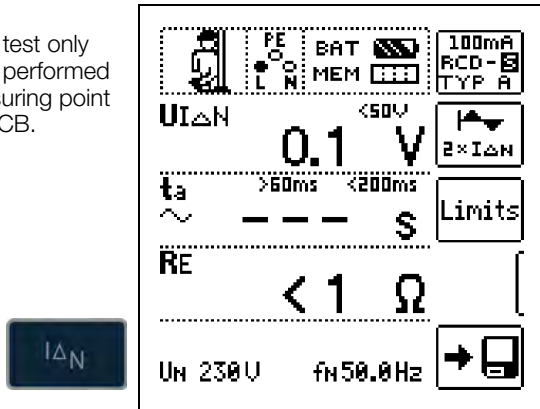 test only
performed
suring point
CB.
PE
L N
BAT
MEM
100mA
RCD-S
TYP A
UI△N
<50V
0.1 V
2×I△N
ta
>60ms <200ms
--- s
Limits
RE
<1 Ω
UN 230V fN50.0Hz
I△N